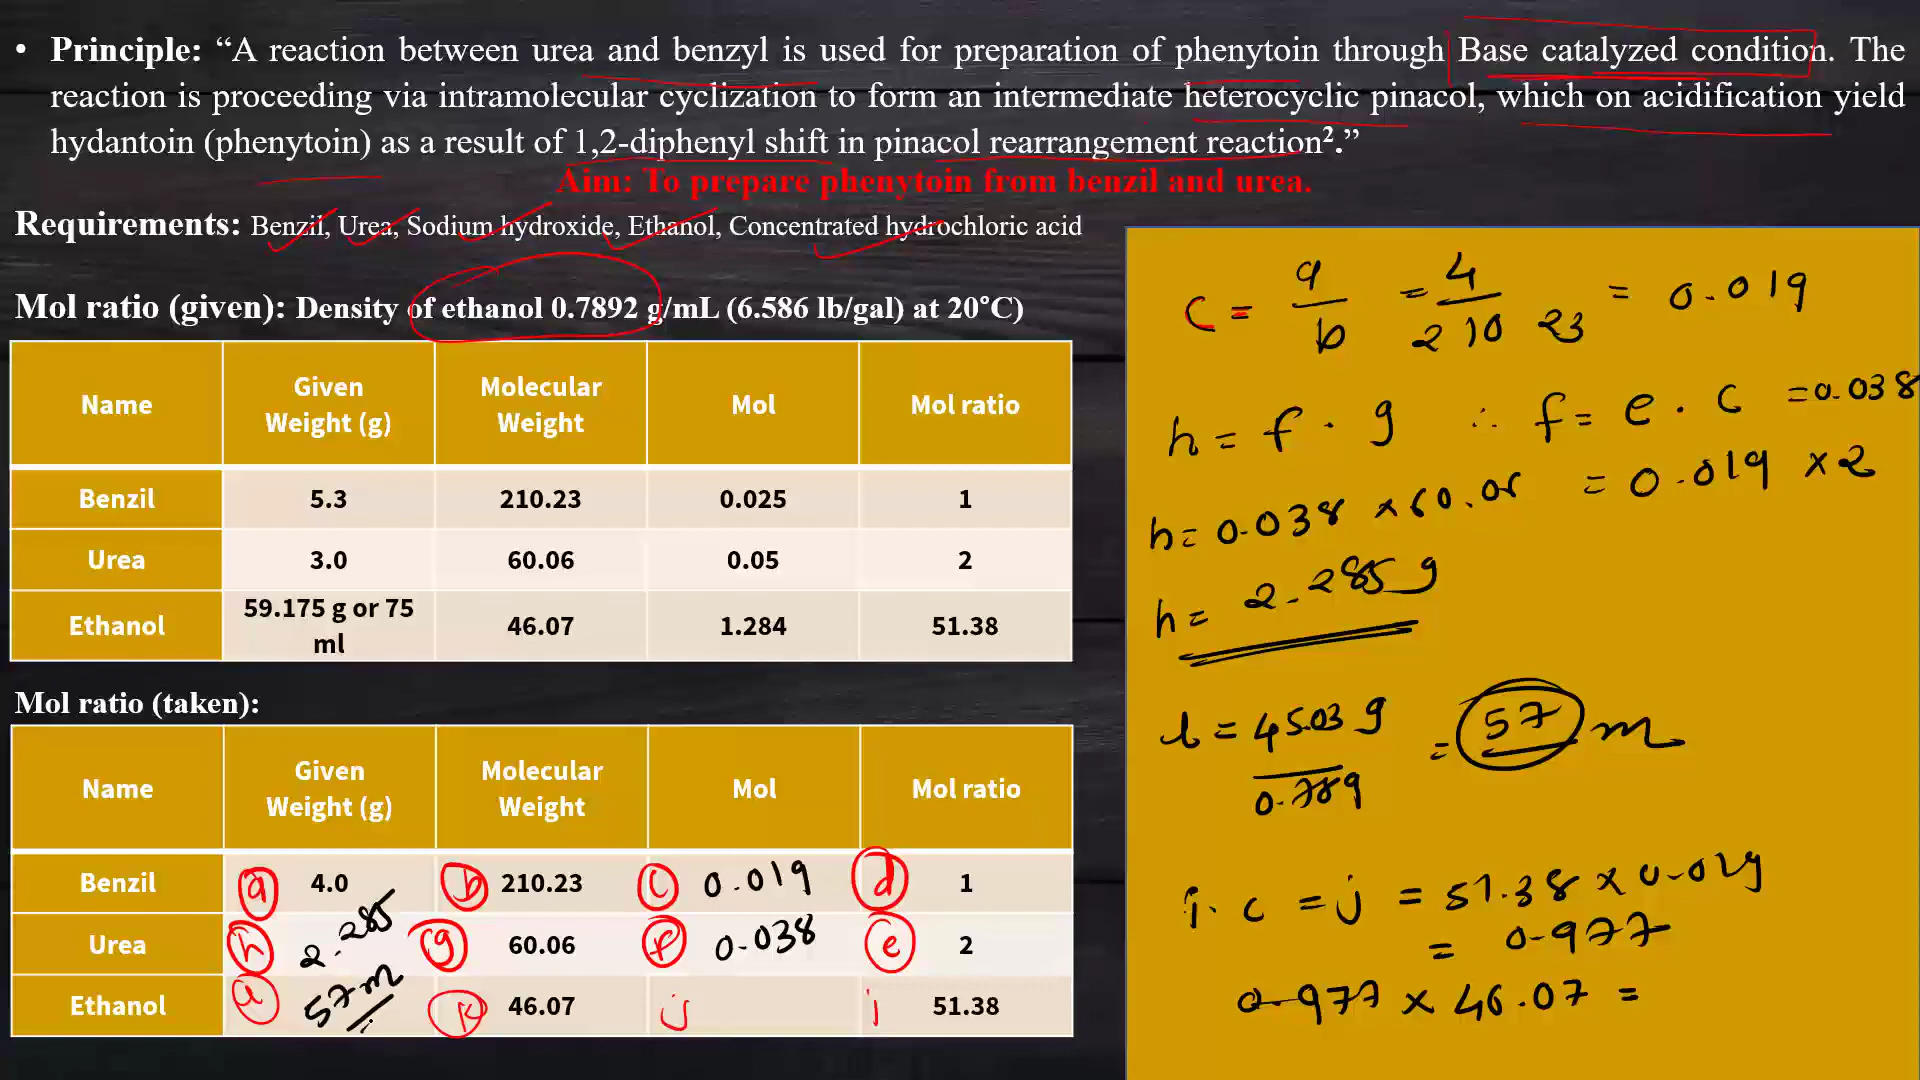 • Principle: “A reaction between urea and benzyl is used for preparation of phenytoin through Base catalyzed condition. The
reaction is proceeding via intramolecular cyclization to form an intermediate heterocyclic pinacol, which on acidification yield
hydantoin (phenytoin) as a result of 1,2-diphenyl shift in pinacol rearrangement reaction².”
Aim: To prepare phenytoin from benzil and urea.
Requirements: Benzil, Urea, Sodium hydroxide, Ethanol, Concentrated hydrochloric acid
Mol ratio (given): Density of ethanol 0.7892 g/mL (6.586 lb/gal) at 20°C)
Name Given Weight (g) Molecular Weight Mol Mol ratio
Benzil 5.3 210.23 0.025 1
Urea 3.0 60.06 0.05 2
Ethanol 59.175 g or 75 ml 46.07 1.284 51.38
Mol ratio (taken):
Name Given Weight (g) Molecular Weight Mol Mol ratio
Benzil a 4.0 b 210.23 c 0.019 d 1
Urea h 2.285 g 60.06 f 0.038 e 2
Ethanol 57 m k 46.07 j i 51.38
c = a/b = 4/210 23 = 0.019
h = f . g ∴ f = e . c = 0.038
h = 0.038 × 60.06 = 0.019 × 2
h = 2.285 g
l = 45.03 g / 0.789 = 57 m
i . c = j = 51.38 × 0.019
= 0.977
0.977 × 46.07 =